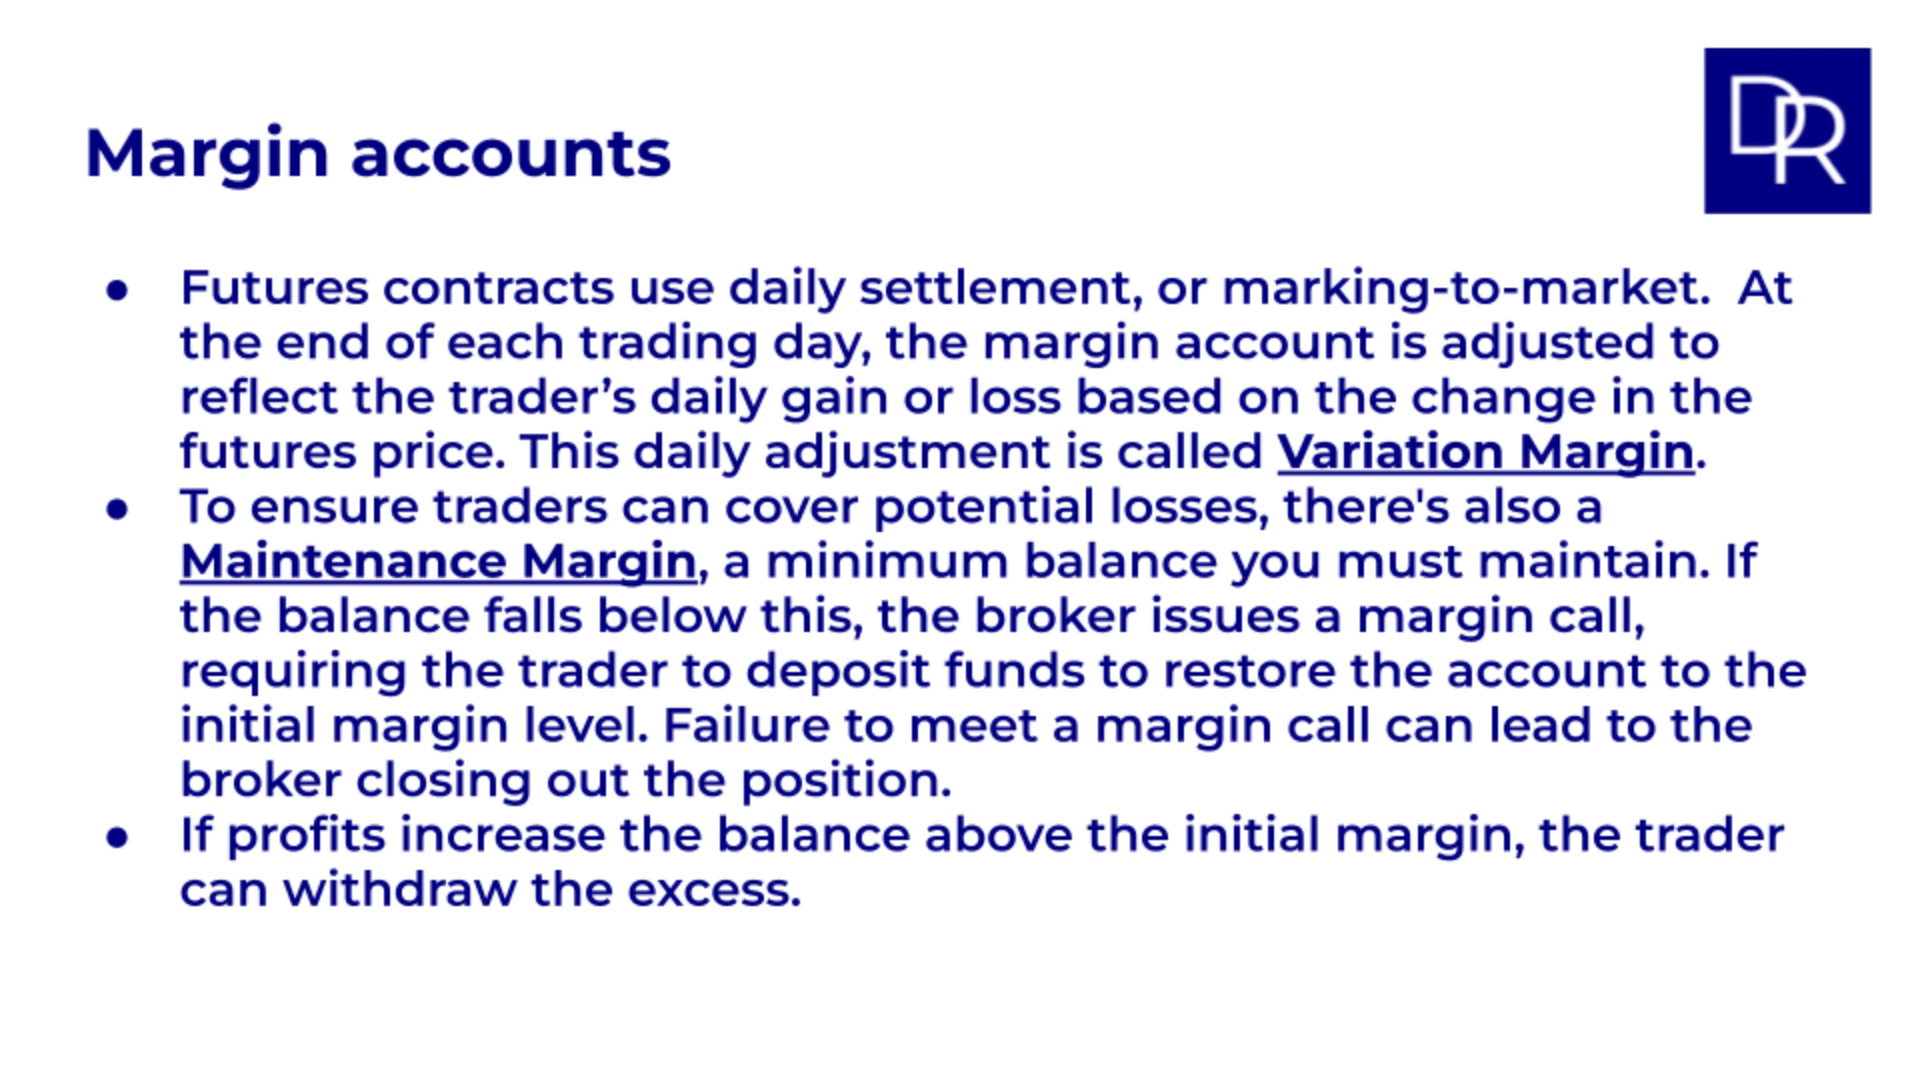 DR
Margin accounts
● Futures contracts use daily settlement, or marking-to-market.  At
the end of each trading day, the margin account is adjusted to
reflect the trader’s daily gain or loss based on the change in the
futures price. This daily adjustment is called Variation Margin.
● To ensure traders can cover potential losses, there's also a
Maintenance Margin, a minimum balance you must maintain. If
the balance falls below this, the broker issues a margin call,
requiring the trader to deposit funds to restore the account to the
initial margin level. Failure to meet a margin call can lead to the
broker closing out the position.
● If profits increase the balance above the initial margin, the trader
can withdraw the excess.